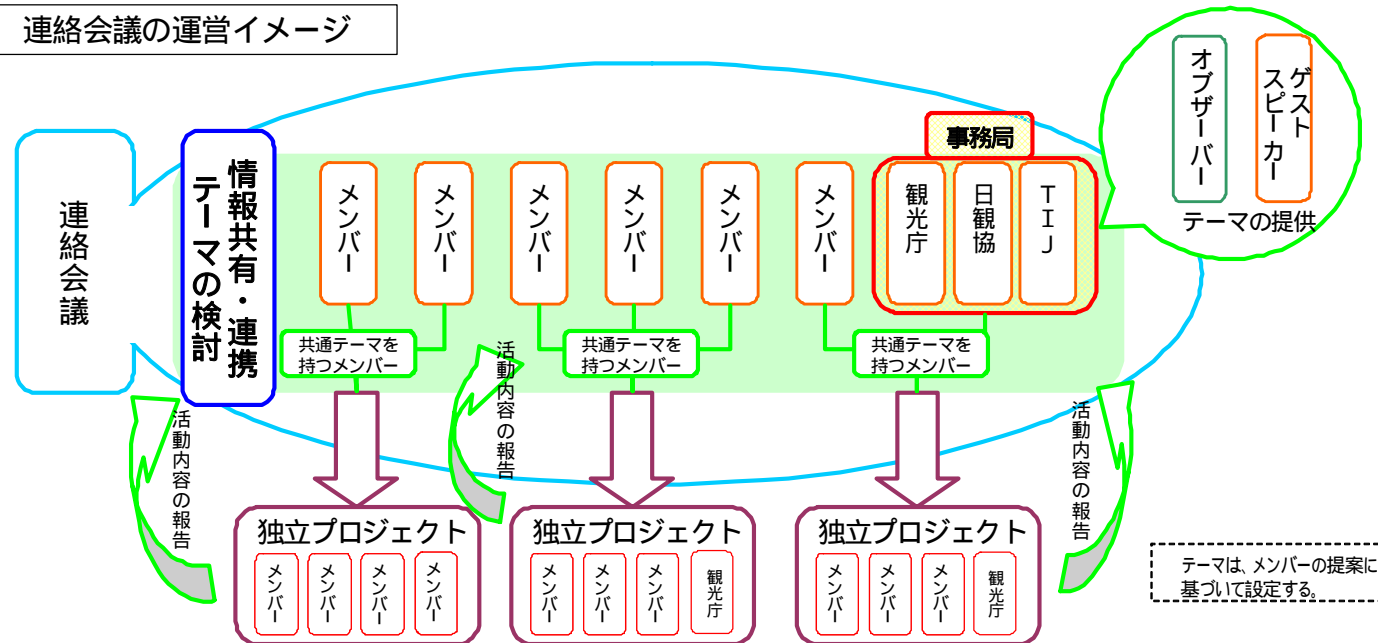 連絡会議の運営イメージ
連絡会議
情報共有・連携
テーマの検討
メンバー
メンバー
メンバー
メンバー
メンバー
メンバー
事務局
観光庁
日観協
TIJ
オブザーバー
ゲスト
スピーカー
テーマの提供
共通テーマを
持つメンバー
共通テーマを
持つメンバー
共通テーマを
持つメンバー
活動内容の報告
活動内容の報告
活動内容の報告
独立プロジェクト
メンバー
メンバー
メンバー
メンバー
独立プロジェクト
メンバー
メンバー
メンバー
観光庁
独立プロジェクト
メンバー
メンバー
メンバー
観光庁
テーマは、メンバーの提案に
基づいて設定する。